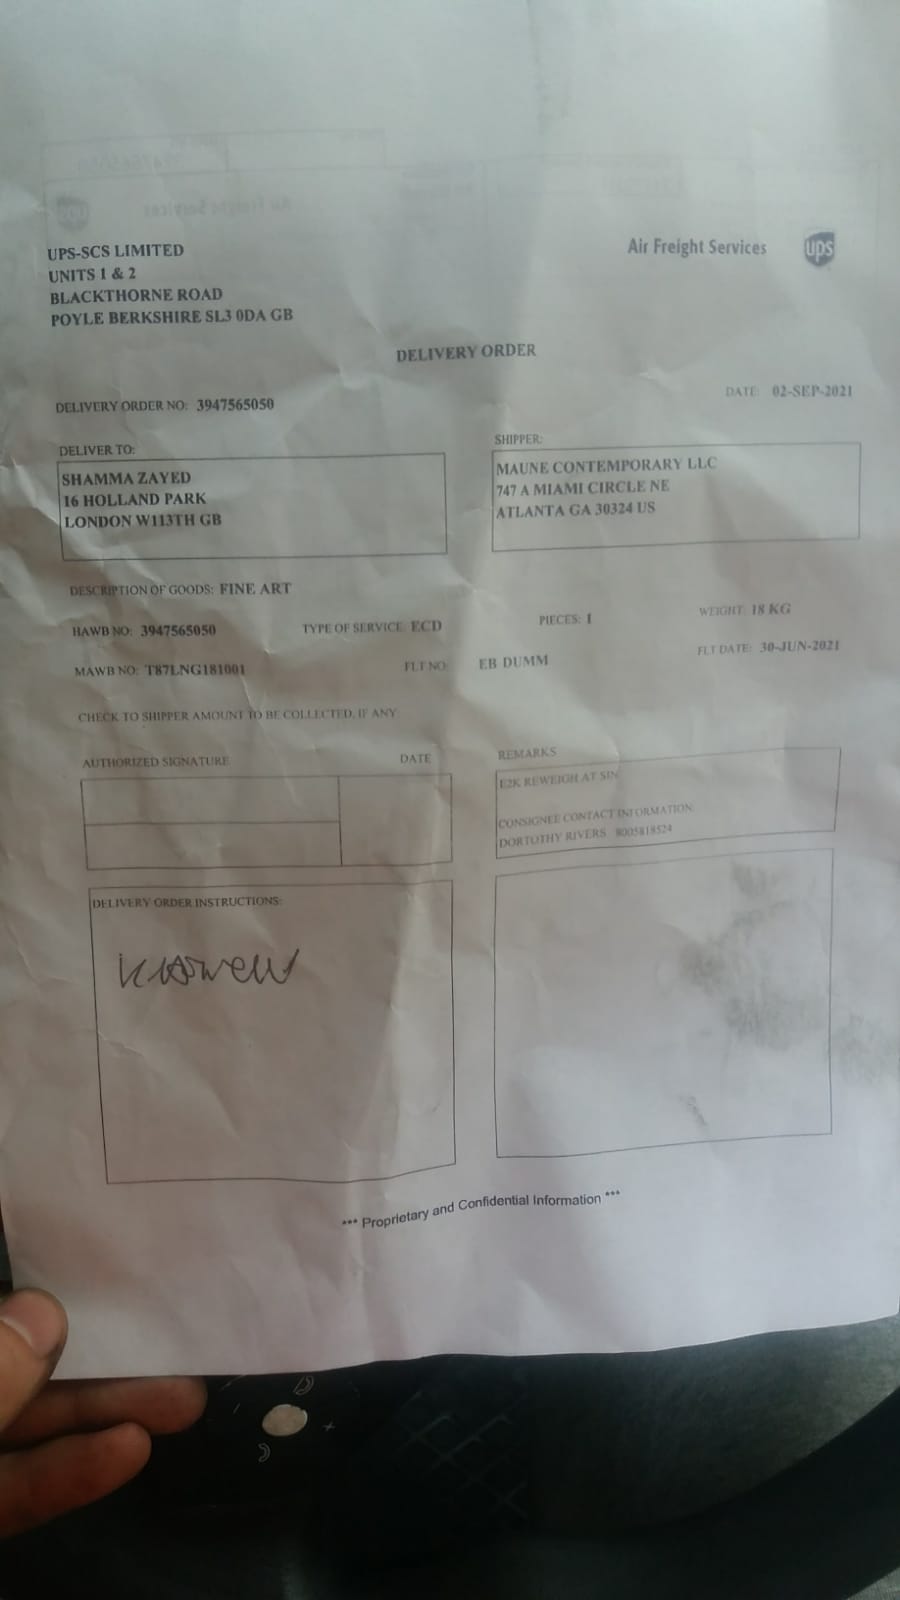 UPS-SCS LIMITED
UNITS 1 & 2
BLACKTHORNE ROAD
POYLE BERKSHIRE SL3 0DA GB
Air Freight Services
ups
DELIVERY ORDER
DELIVERY ORDER NO: 3947565050
DATE: 02-SEP-2021
DELIVER TO:
SHAMMA ZAYED
16 HOLLAND PARK
LONDON W113TH GB
SHIPPER:
MAUNE CONTEMPORARY LLC
747 A MIAMI CIRCLE NE
ATLANTA GA 30324 US
DESCRIPTION OF GOODS: FINE ART
HAWB NO: 3947565050 TYPE OF SERVICE: ECD PIECES: 1 WEIGHT: 18 KG
MAWB NO: T87LNG181001 FLT NO: EB DUMM FLT DATE: 30-JUN-2021
CHECK TO SHIPPER AMOUNT TO BE COLLECTED, IF ANY
AUTHORIZED SIGNATURE DATE
REMARKS
E2K REWEIGH AT SIN
CONSIGNEE CONTACT INFORMATION:
DORTOTHY RIVERS 8005818524
DELIVERY ORDER INSTRUCTIONS:
*** Proprietary and Confidential Information ***